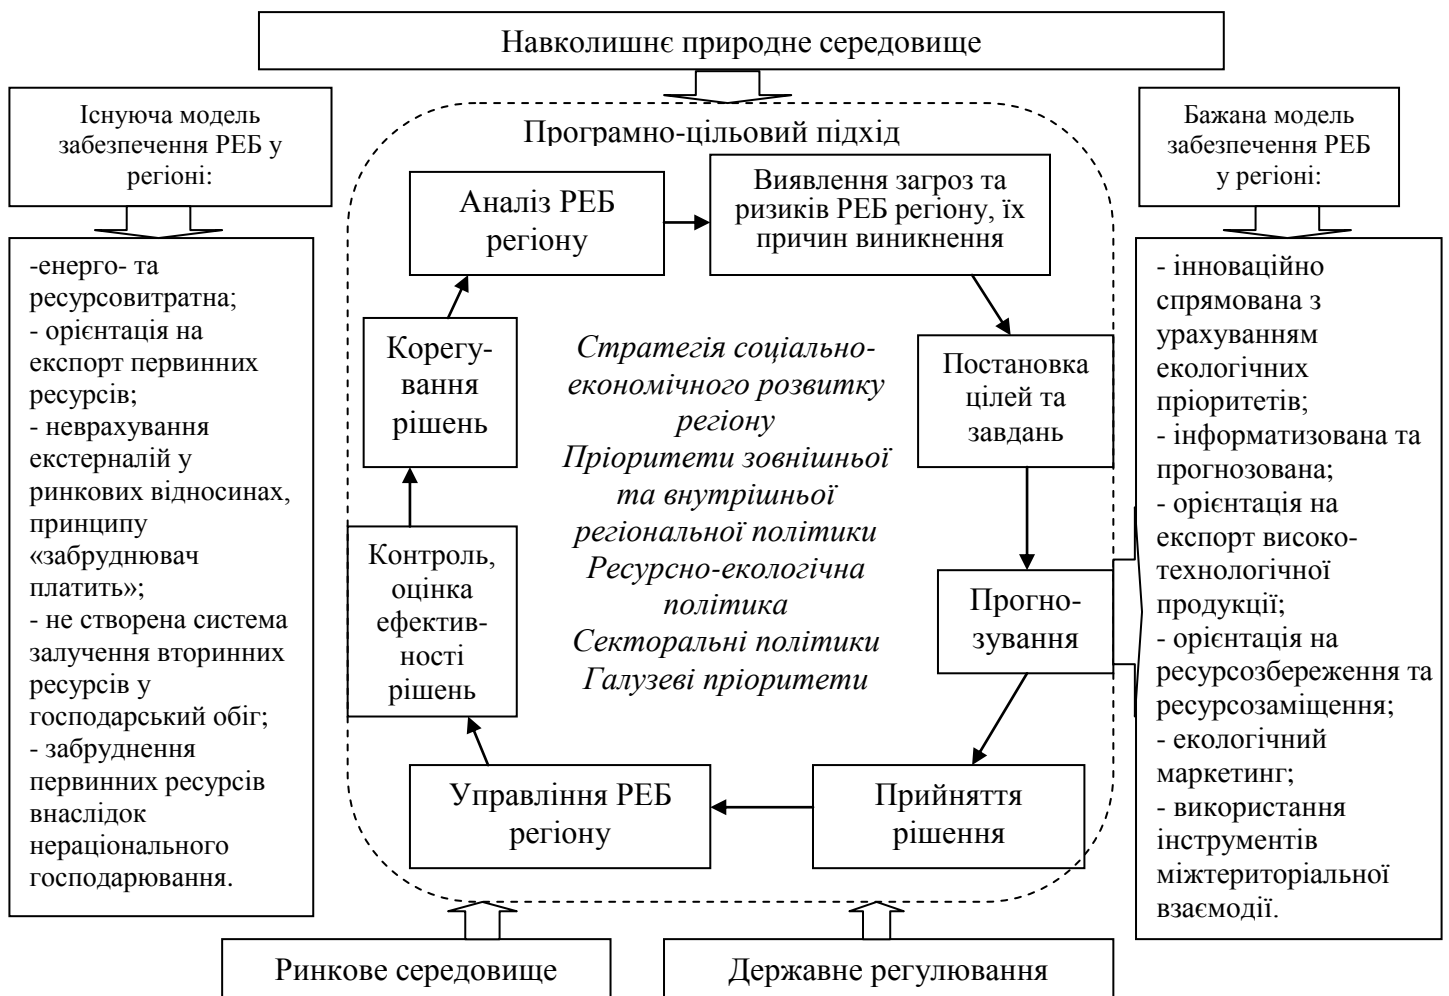 Навколишнє природне середовище
Існуюча модель
забезпечення РЕБ у
регіоні:
-енерго- та
ресурсовитратна;
- орієнтація на
експорт первинних
ресурсів;
- неврахування
екстерналій у
ринкових відносинах,
принципу
«забруднювач
платить»;
- не створена система
залучення вторинних
ресурсів у
господарський обіг;
- забруднення
первинних ресурсів
внаслідок
нераціонального
господарювання.
Програмно-цільовий підхід
Аналіз РЕБ
регіону
Виявлення загроз та
ризиків РЕБ регіону, їх
причин виникнення
Постановка
цілей та
завдань
Прогно-
зування
Прийняття
рішення
Управління РЕБ
регіону
Контроль,
оцінка
ефектив-
ності
рішень
Корегу-
вання
рішень
Стратегія соціально-
економічного розвитку
регіону
Пріоритети зовнішньої
та внутрішньої
регіональної політики
Ресурсно-екологічна
політика
Секторальні політики
Галузеві пріоритети
Бажана модель
забезпечення РЕБ
у регіоні:
- інноваційно
спрямована з
урахуванням
екологічних
пріоритетів;
- інформатизована та
прогнозована;
- орієнтація на
експорт високо-
технологічної
продукції;
- орієнтація на
ресурсозбереження та
ресурсозаміщення;
- екологічний
маркетинг;
- використання
інструментів
міжтериторіальної
взаємодії.
Ринкове середовище
Державне регулювання